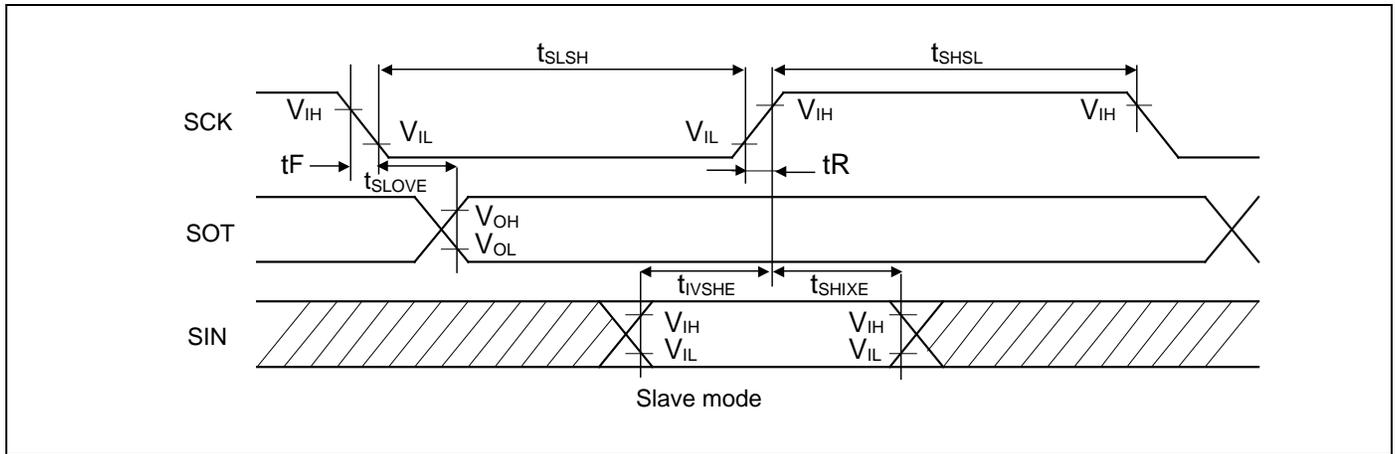 tSLSH
tSHSL
SCK
VIH
VIL
VIL
VIH
VIH
tF
tSLOVE
tR
SOT
VOH
VOL
tIVSHE
tSHIXE
SIN
VIH
VIL
VIH
VIL
Slave mode